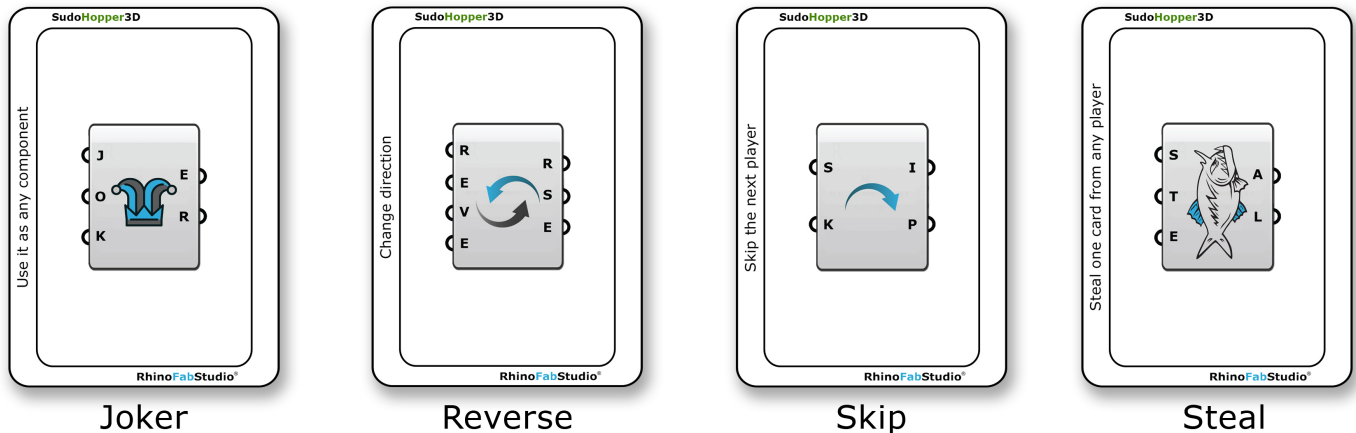 SudoHopper3D
Use it as any component
J
O
K
E
R
RhinoFabStudio®
Joker
SudoHopper3D
Change direction
R
E
V
E
R
S
E
RhinoFabStudio®
Reverse
SudoHopper3D
Skip the next player
S
K
I
P
RhinoFabStudio®
Skip
SudoHopper3D
Steal one card from any player
S
T
E
A
L
RhinoFabStudio®
Steal